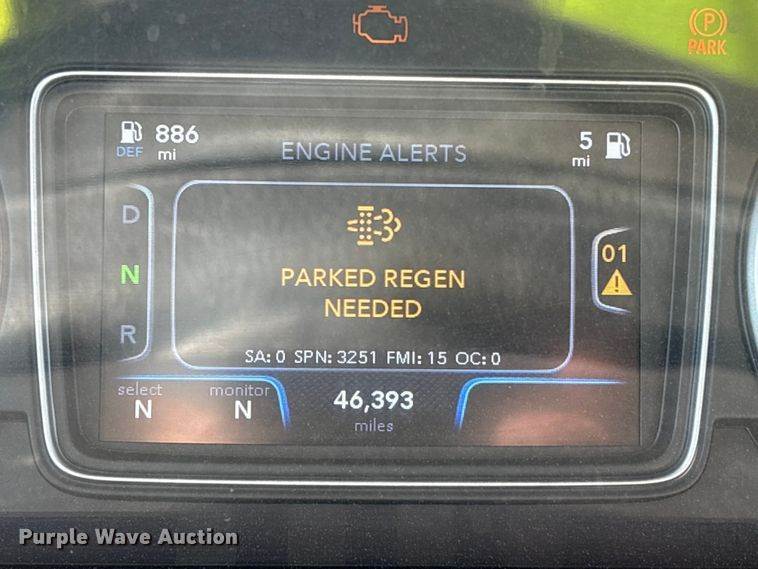 PARK
886
mi
DEF
ENGINE ALERTS
5
mi
D
N
R
PARKED REGEN
NEEDED
SA: 0 SPN: 3251 FMI: 15 OC: 0
01
select
N
monitor
N
46,393
miles
Purple Wave Auction